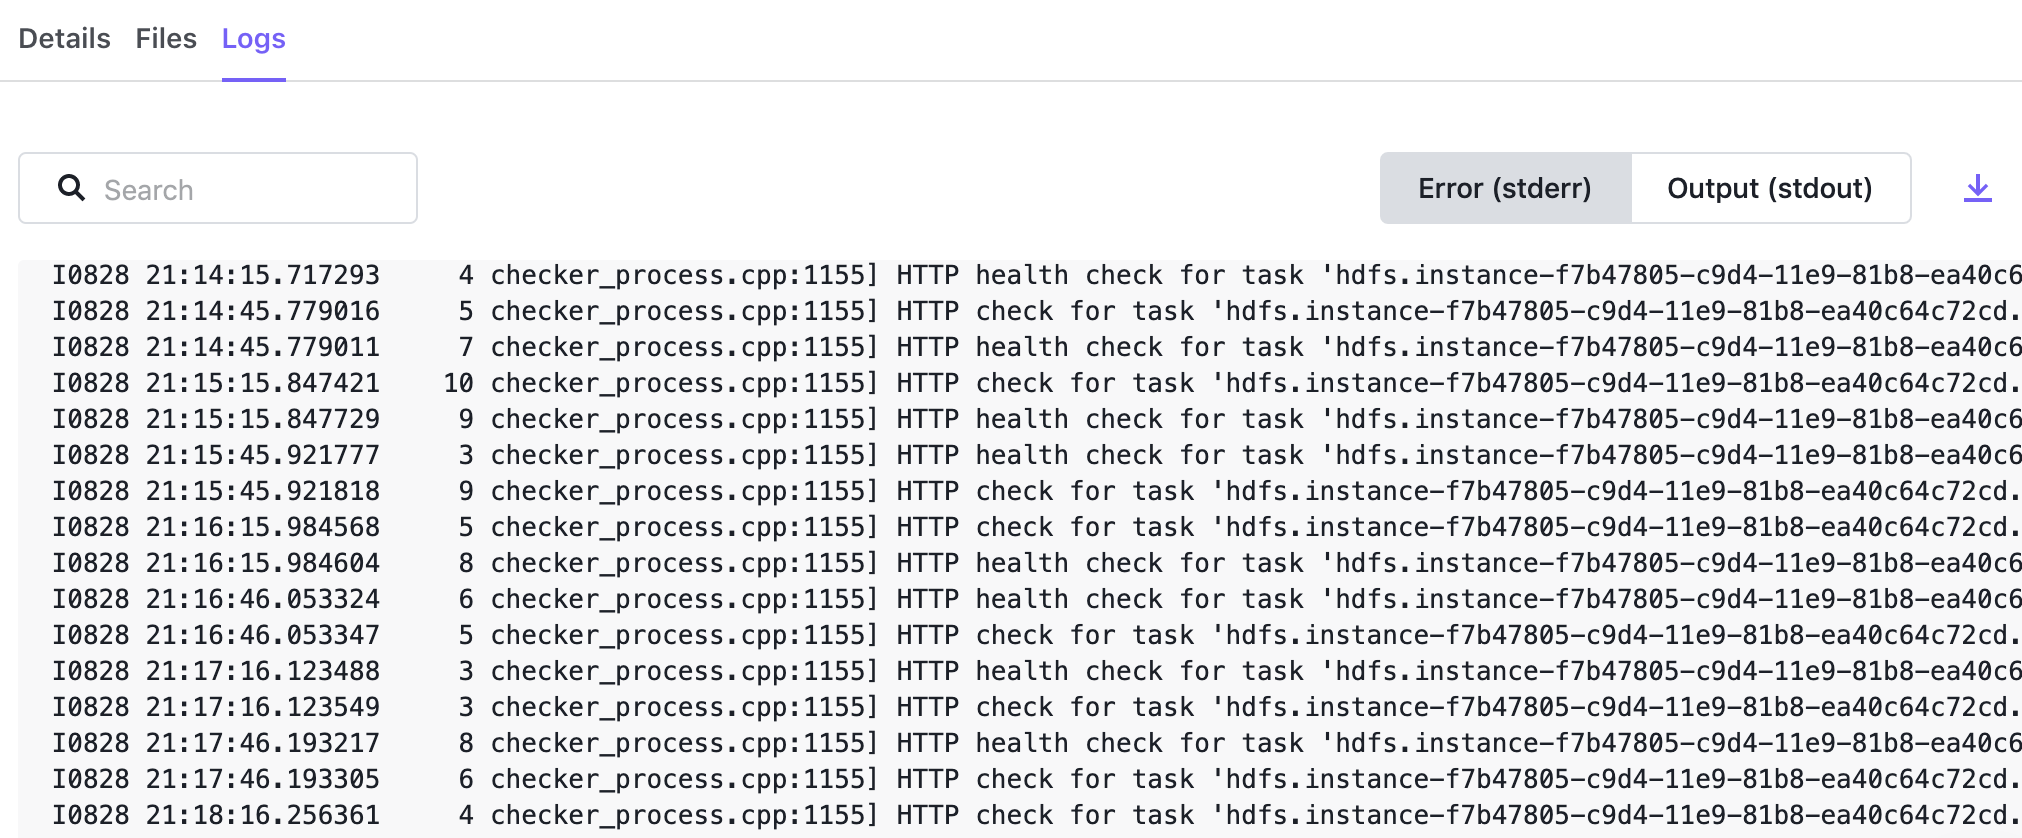 Details Files Logs
Search Error (stderr) Output (stdout)
I0828 21:14:15.717293     4 checker_process.cpp:1155] HTTP health check for task 'hdfs.instance-f7b47805-c9d4-11e9-81b8-ea40c6
I0828 21:14:45.779016     5 checker_process.cpp:1155] HTTP check for task 'hdfs.instance-f7b47805-c9d4-11e9-81b8-ea40c64c72cd.
I0828 21:14:45.779011     7 checker_process.cpp:1155] HTTP health check for task 'hdfs.instance-f7b47805-c9d4-11e9-81b8-ea40c6
I0828 21:15:15.847421    10 checker_process.cpp:1155] HTTP check for task 'hdfs.instance-f7b47805-c9d4-11e9-81b8-ea40c64c72cd.
I0828 21:15:15.847729     9 checker_process.cpp:1155] HTTP health check for task 'hdfs.instance-f7b47805-c9d4-11e9-81b8-ea40c6
I0828 21:15:45.921777     3 checker_process.cpp:1155] HTTP health check for task 'hdfs.instance-f7b47805-c9d4-11e9-81b8-ea40c6
I0828 21:15:45.921818     9 checker_process.cpp:1155] HTTP check for task 'hdfs.instance-f7b47805-c9d4-11e9-81b8-ea40c64c72cd.
I0828 21:16:15.984568     5 checker_process.cpp:1155] HTTP check for task 'hdfs.instance-f7b47805-c9d4-11e9-81b8-ea40c64c72cd.
I0828 21:16:15.984604     8 checker_process.cpp:1155] HTTP health check for task 'hdfs.instance-f7b47805-c9d4-11e9-81b8-ea40c6
I0828 21:16:46.053324     6 checker_process.cpp:1155] HTTP health check for task 'hdfs.instance-f7b47805-c9d4-11e9-81b8-ea40c6
I0828 21:16:46.053347     5 checker_process.cpp:1155] HTTP check for task 'hdfs.instance-f7b47805-c9d4-11e9-81b8-ea40c64c72cd.
I0828 21:17:16.123488     3 checker_process.cpp:1155] HTTP health check for task 'hdfs.instance-f7b47805-c9d4-11e9-81b8-ea40c6
I0828 21:17:16.123549     3 checker_process.cpp:1155] HTTP check for task 'hdfs.instance-f7b47805-c9d4-11e9-81b8-ea40c64c72cd.
I0828 21:17:46.193217     8 checker_process.cpp:1155] HTTP health check for task 'hdfs.instance-f7b47805-c9d4-11e9-81b8-ea40c6
I0828 21:17:46.193305     6 checker_process.cpp:1155] HTTP check for task 'hdfs.instance-f7b47805-c9d4-11e9-81b8-ea40c64c72cd.
I0828 21:18:16.256361     4 checker_process.cpp:1155] HTTP check for task 'hdfs.instance-f7b47805-c9d4-11e9-81b8-ea40c64c72cd.